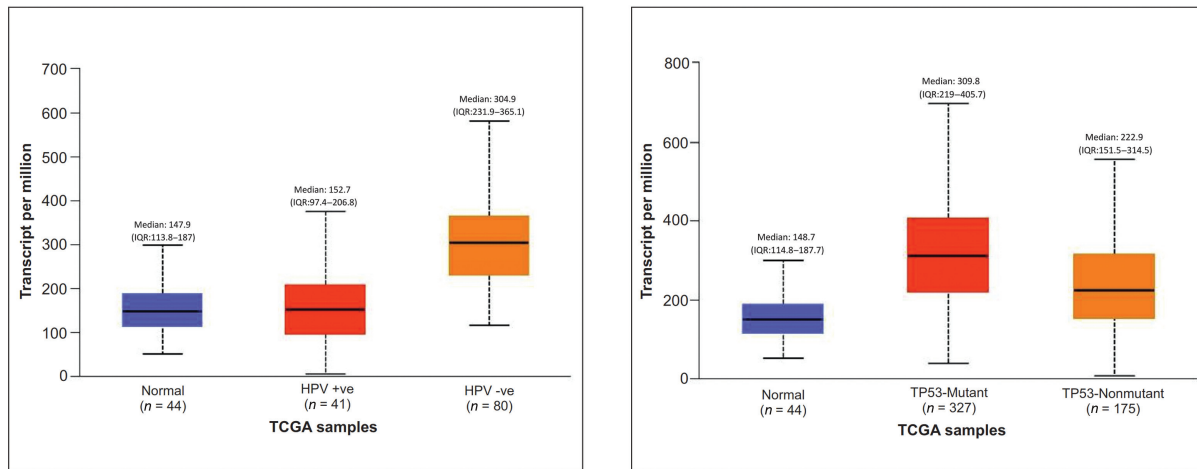 700
600
500
400
300
200
100
0
Transcript per million
Median: 147.9
(IQR:113.8–187)
Median: 152.7
(IQR:97.4–206.8)
Median: 304.9
(IQR:231.9–365.1)
Normal
(n = 44)
HPV +ve
(n = 41)
HPV -ve
(n = 80)
TCGA samples
800
600
400
200
0
Transcript per million
Median: 148.7
(IQR:114.8–187.7)
Median: 309.8
(IQR:219–405.7)
Median: 222.9
(IQR:151.5–314.5)
Normal
(n = 44)
TP53-Mutant
(n = 327)
TP53-Nonmutant
(n = 175)
TCGA samples